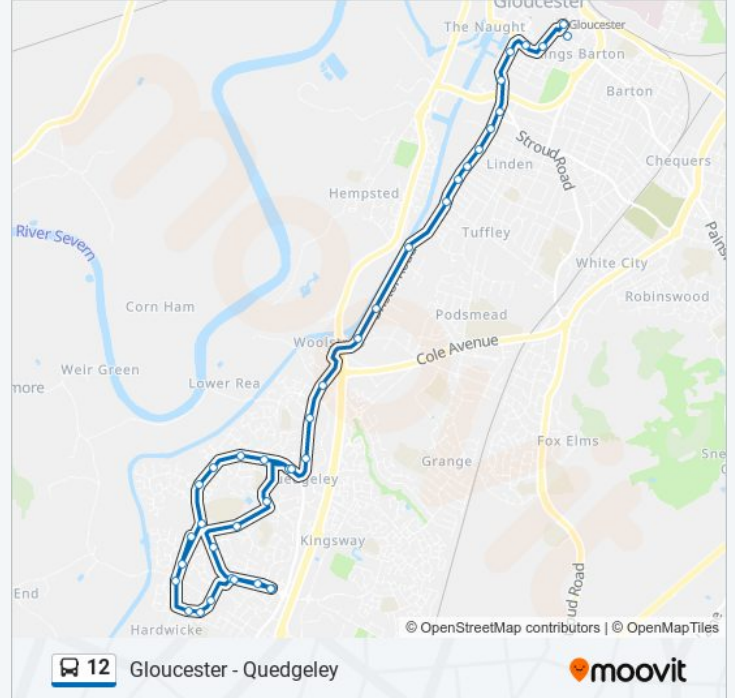 Gloucester
The Naught
Gloucester
ngs Barton
Barton
Stroud Road
Linden
Chequers
Hempsted
River Severn
Tuffley
White City
Robinswood
Corn Ham
Podsmead
Cole Avenue
Weir Green
Lower Rea
more
Fox Elms
Grange
Kingsway
End
Hardwicke
© OpenStreetMap contributors | © OpenMapTiles
12 Gloucester - Quedgeley
moovit